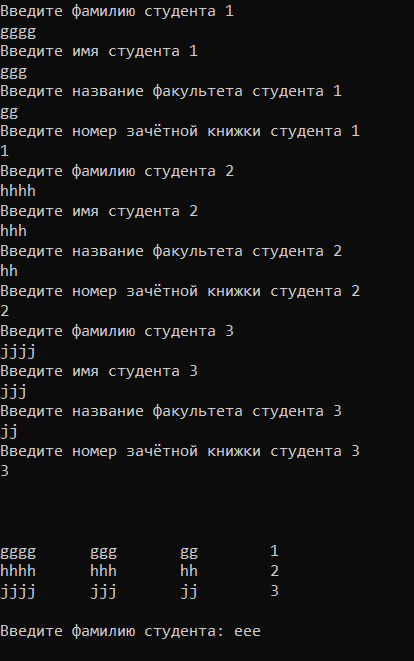 Введите фамилию студента 1
gggg
Введите имя студента 1
ggg
Введите название факультета студента 1
gg
Введите номер зачётной книжки студента 1
1
Введите фамилию студента 2
hhhh
Введите имя студента 2
hhh
Введите название факультета студента 2
hh
Введите номер зачётной книжки студента 2
2
Введите фамилию студента 3
jjjj
Введите имя студента 3
jjj
Введите название факультета студента 3
jj
Введите номер зачётной книжки студента 3
3
gggg ggg gg 1
hhhh hhh hh 2
jjjj jjj jj 3
Введите фамилию студента: eee